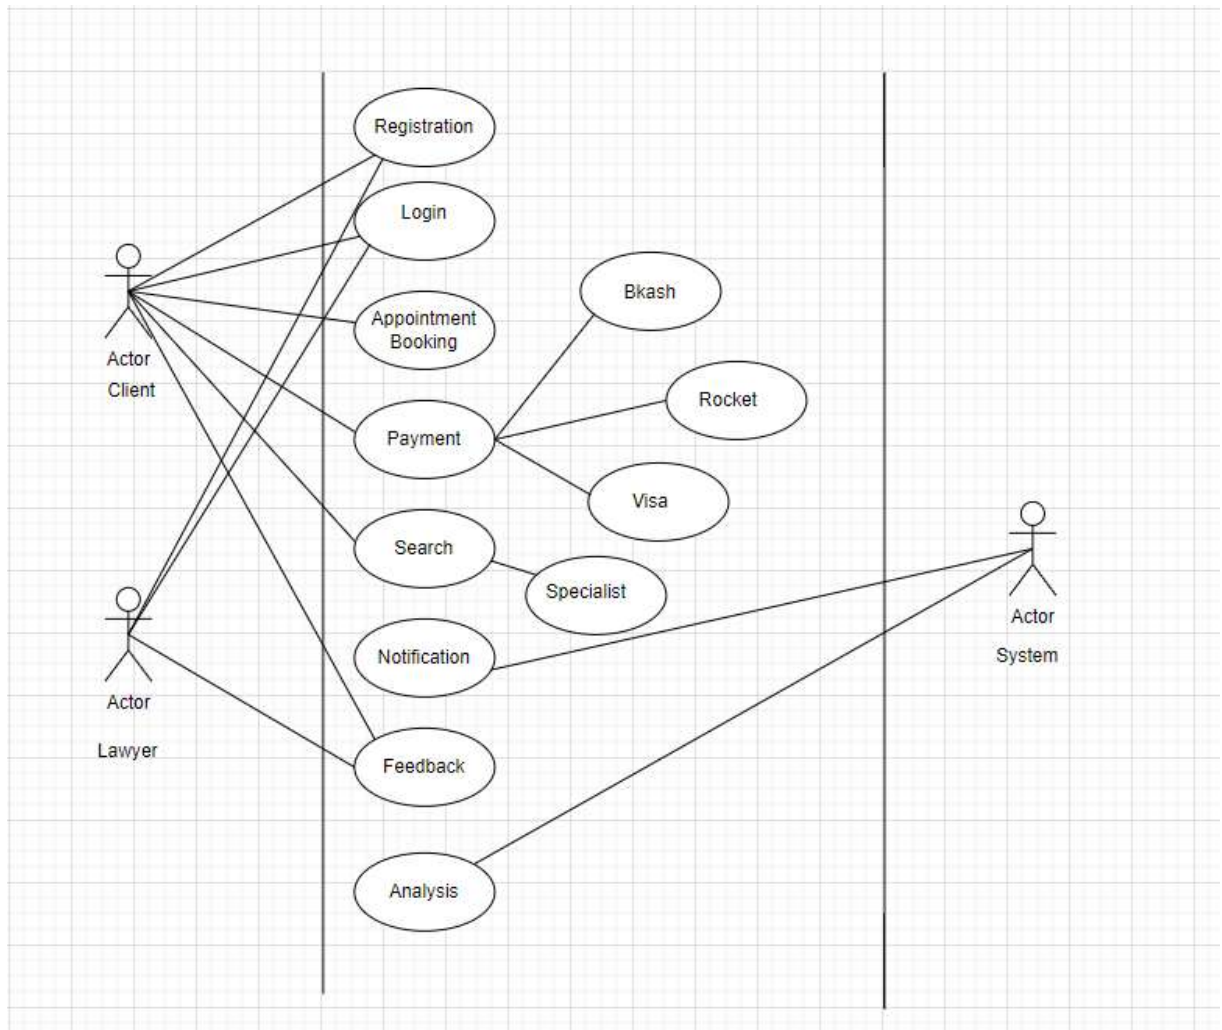 Registration
Login
Appointment
Booking
Payment
Search
Notification
Feedback
Analysis
Bkash
Rocket
Visa
Specialist
Actor
Client
Actor
Lawyer
Actor
System